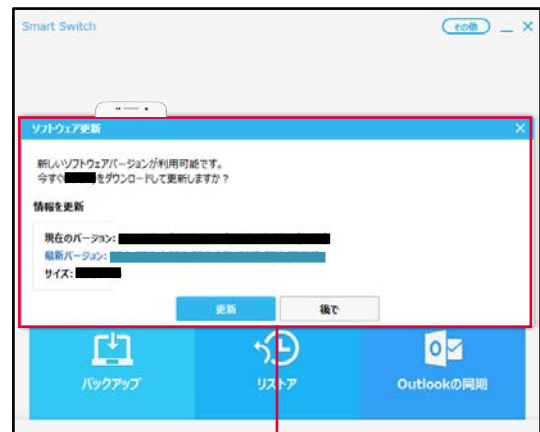 Smart Switch
その他
ソフトウェア更新
新しいソフトウェアバージョンが利用可能です。
今すぐ をダウンロードして更新しますか?
情報を更新
現在のバージョン:
最新バージョン:
サイズ:
更新 後で
バックアップ リストア Outlookの同期